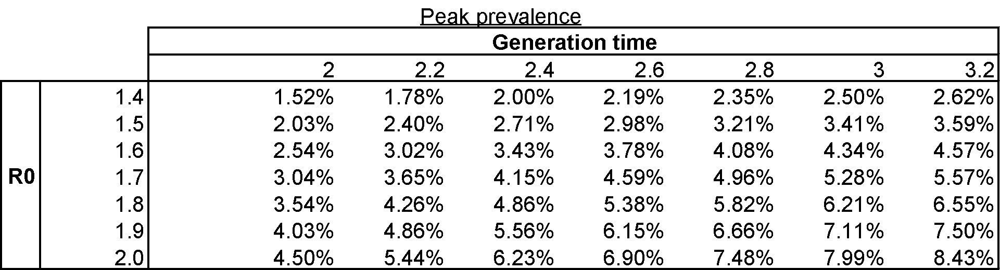 Peak prevalence
Generation time
2 2.2 2.4 2.6 2.8 3 3.2
1.4 1.52% 1.78% 2.00% 2.19% 2.35% 2.50% 2.62%
1.5 2.03% 2.40% 2.71% 2.98% 3.21% 3.41% 3.59%
1.6 2.54% 3.02% 3.43% 3.78% 4.08% 4.34% 4.57%
R0 1.7 3.04% 3.65% 4.15% 4.59% 4.96% 5.28% 5.57%
1.8 3.54% 4.26% 4.86% 5.38% 5.82% 6.21% 6.55%
1.9 4.03% 4.86% 5.56% 6.15% 6.66% 7.11% 7.50%
2.0 4.50% 5.44% 6.23% 6.90% 7.48% 7.99% 8.43%